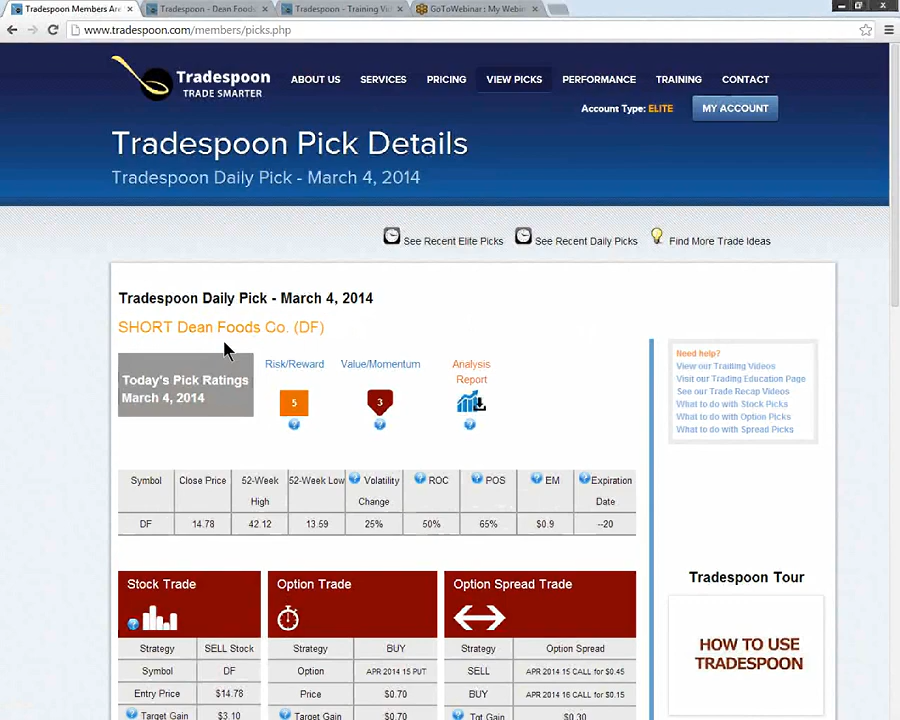 Tradespoon Members Are
Tradespoon - Dean Foods
Tradespoon - Training Vi
GoToWebinar : My Webin
www.tradespoon.com/members/picks.php
Tradespoon
TRADE SMARTER
ABOUT US SERVICES PRICING VIEW PICKS PERFORMANCE TRAINING CONTACT
Account Type: ELITE MY ACCOUNT
Tradespoon Pick Details
Tradespoon Daily Pick - March 4, 2014
See Recent Elite Picks See Recent Daily Picks Find More Trade Ideas
Tradespoon Daily Pick - March 4, 2014
SHORT Dean Foods Co. (DF)
Today's Pick Ratings
March 4, 2014
Risk/Reward
5
Value/Momentum
3
Analysis
Report
Need help?
View our Trading Videos
Visit our Trading Education Page
See our Trade Recap Videos
What to do with Stock Picks
What to do with Option Picks
What to do with Spread Picks
Symbol Close Price 52-Week High 52-Week Low Volatility Change ROC POS EM Expiration Date
DF 14.78 42.12 13.59 25% 50% 65% $0.9 --20
Stock Trade
Strategy SELL Stock
Symbol DF
Entry Price $14.78
Target Gain $3.10
Option Trade
Strategy BUY
Option APR 2014 15 PUT
Price $0.70
Target Gain $0.70
Option Spread Trade
Strategy Option Spread
SELL APR 2014 15 CALL for $0.45
BUY APR 2014 16 CALL for $0.15
Tgt Gain $0.30
Tradespoon Tour
HOW TO USE
TRADESPOON